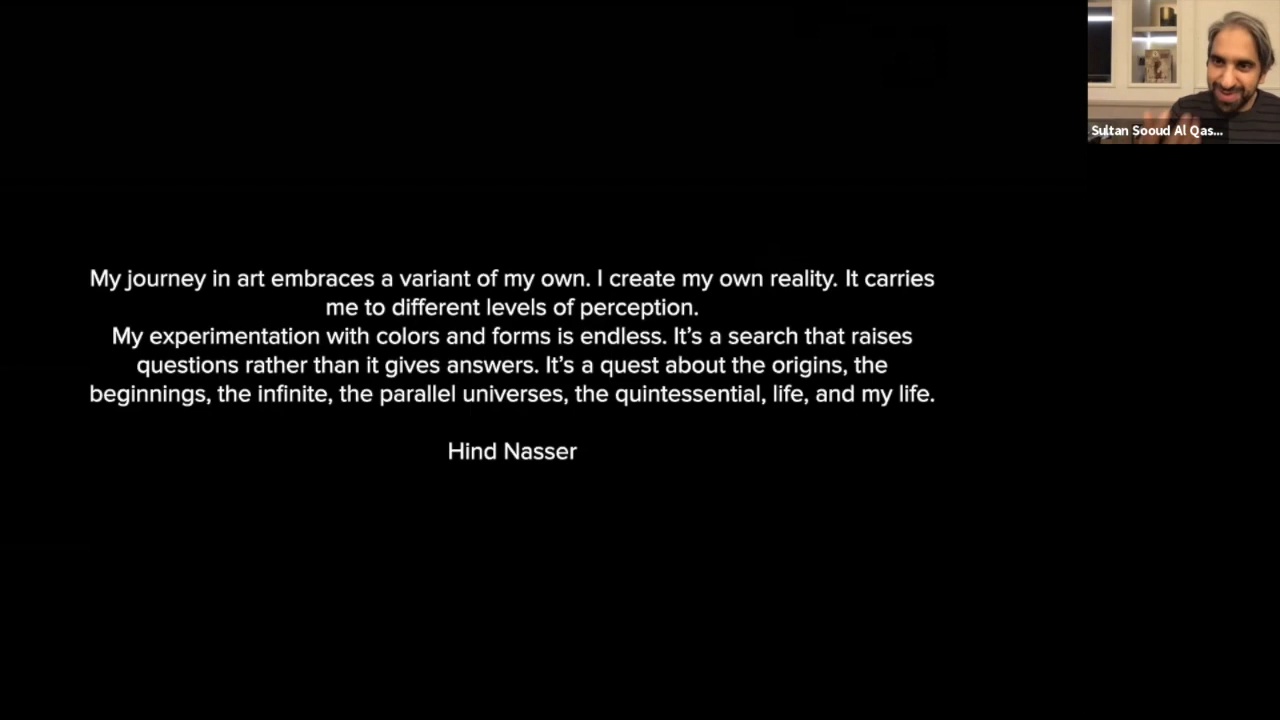 Sultan Sooud Al Qas...
My journey in art embraces a variant of my own. I create my own reality. It carries
me to different levels of perception.
My experimentation with colors and forms is endless. It’s a search that raises
questions rather than it gives answers. It’s a quest about the origins, the
beginnings, the infinite, the parallel universes, the quintessential, life, and my life.
Hind Nasser